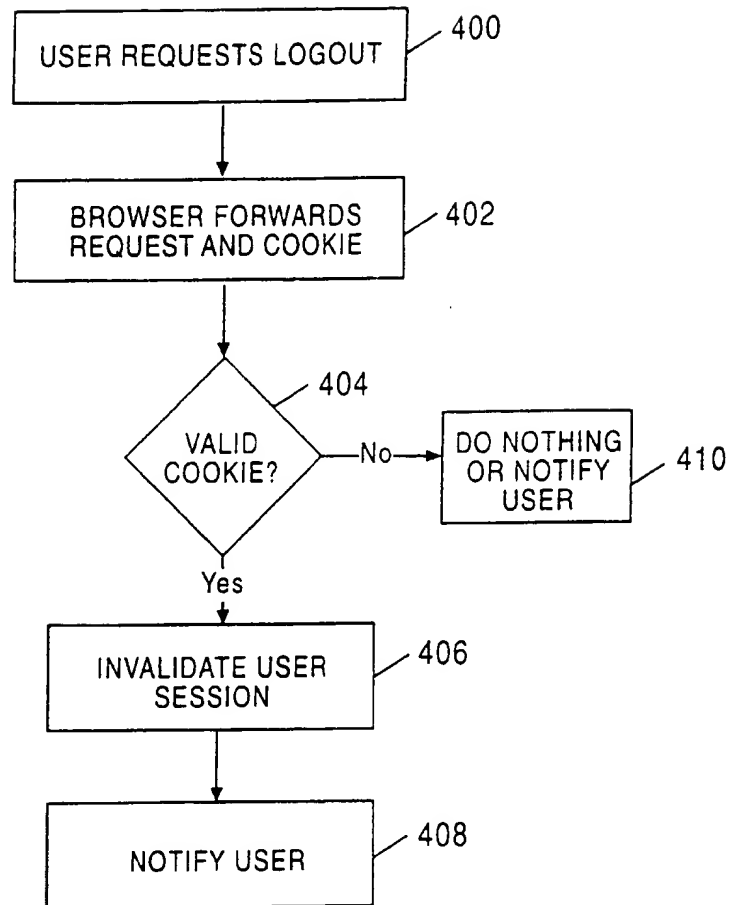 USER REQUESTS LOGOUT
400
BROWSER FORWARDS
REQUEST AND COOKIE
402
404
VALID
COOKIE?
No
DO NOTHING
OR NOTIFY
USER
410
Yes
INVALIDATE USER
SESSION
406
NOTIFY USER
408